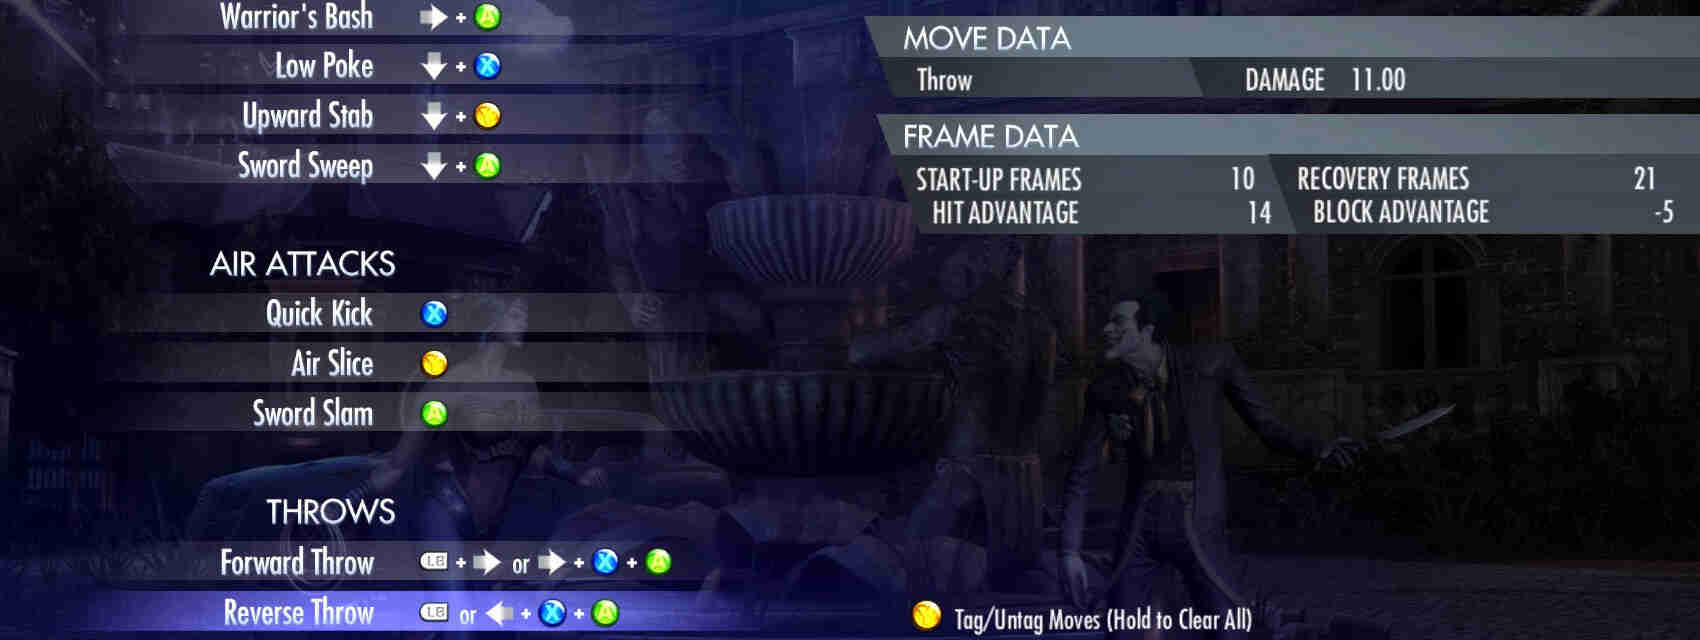 Warrior's Bash + A
Low Poke + X
Upward Stab + Y
Sword Sweep + A
AIR ATTACKS
Quick Kick X
Air Slice Y
Sword Slam A
THROWS
Forward Throw LB + or + X + A
Reverse Throw LB or + X + A
MOVE DATA
Throw DAMAGE 11.00
FRAME DATA
START-UP FRAMES 10 RECOVERY FRAMES 21
HIT ADVANTAGE 14 BLOCK ADVANTAGE -5
Y Tag/Untag Moves (Hold to Clear All)